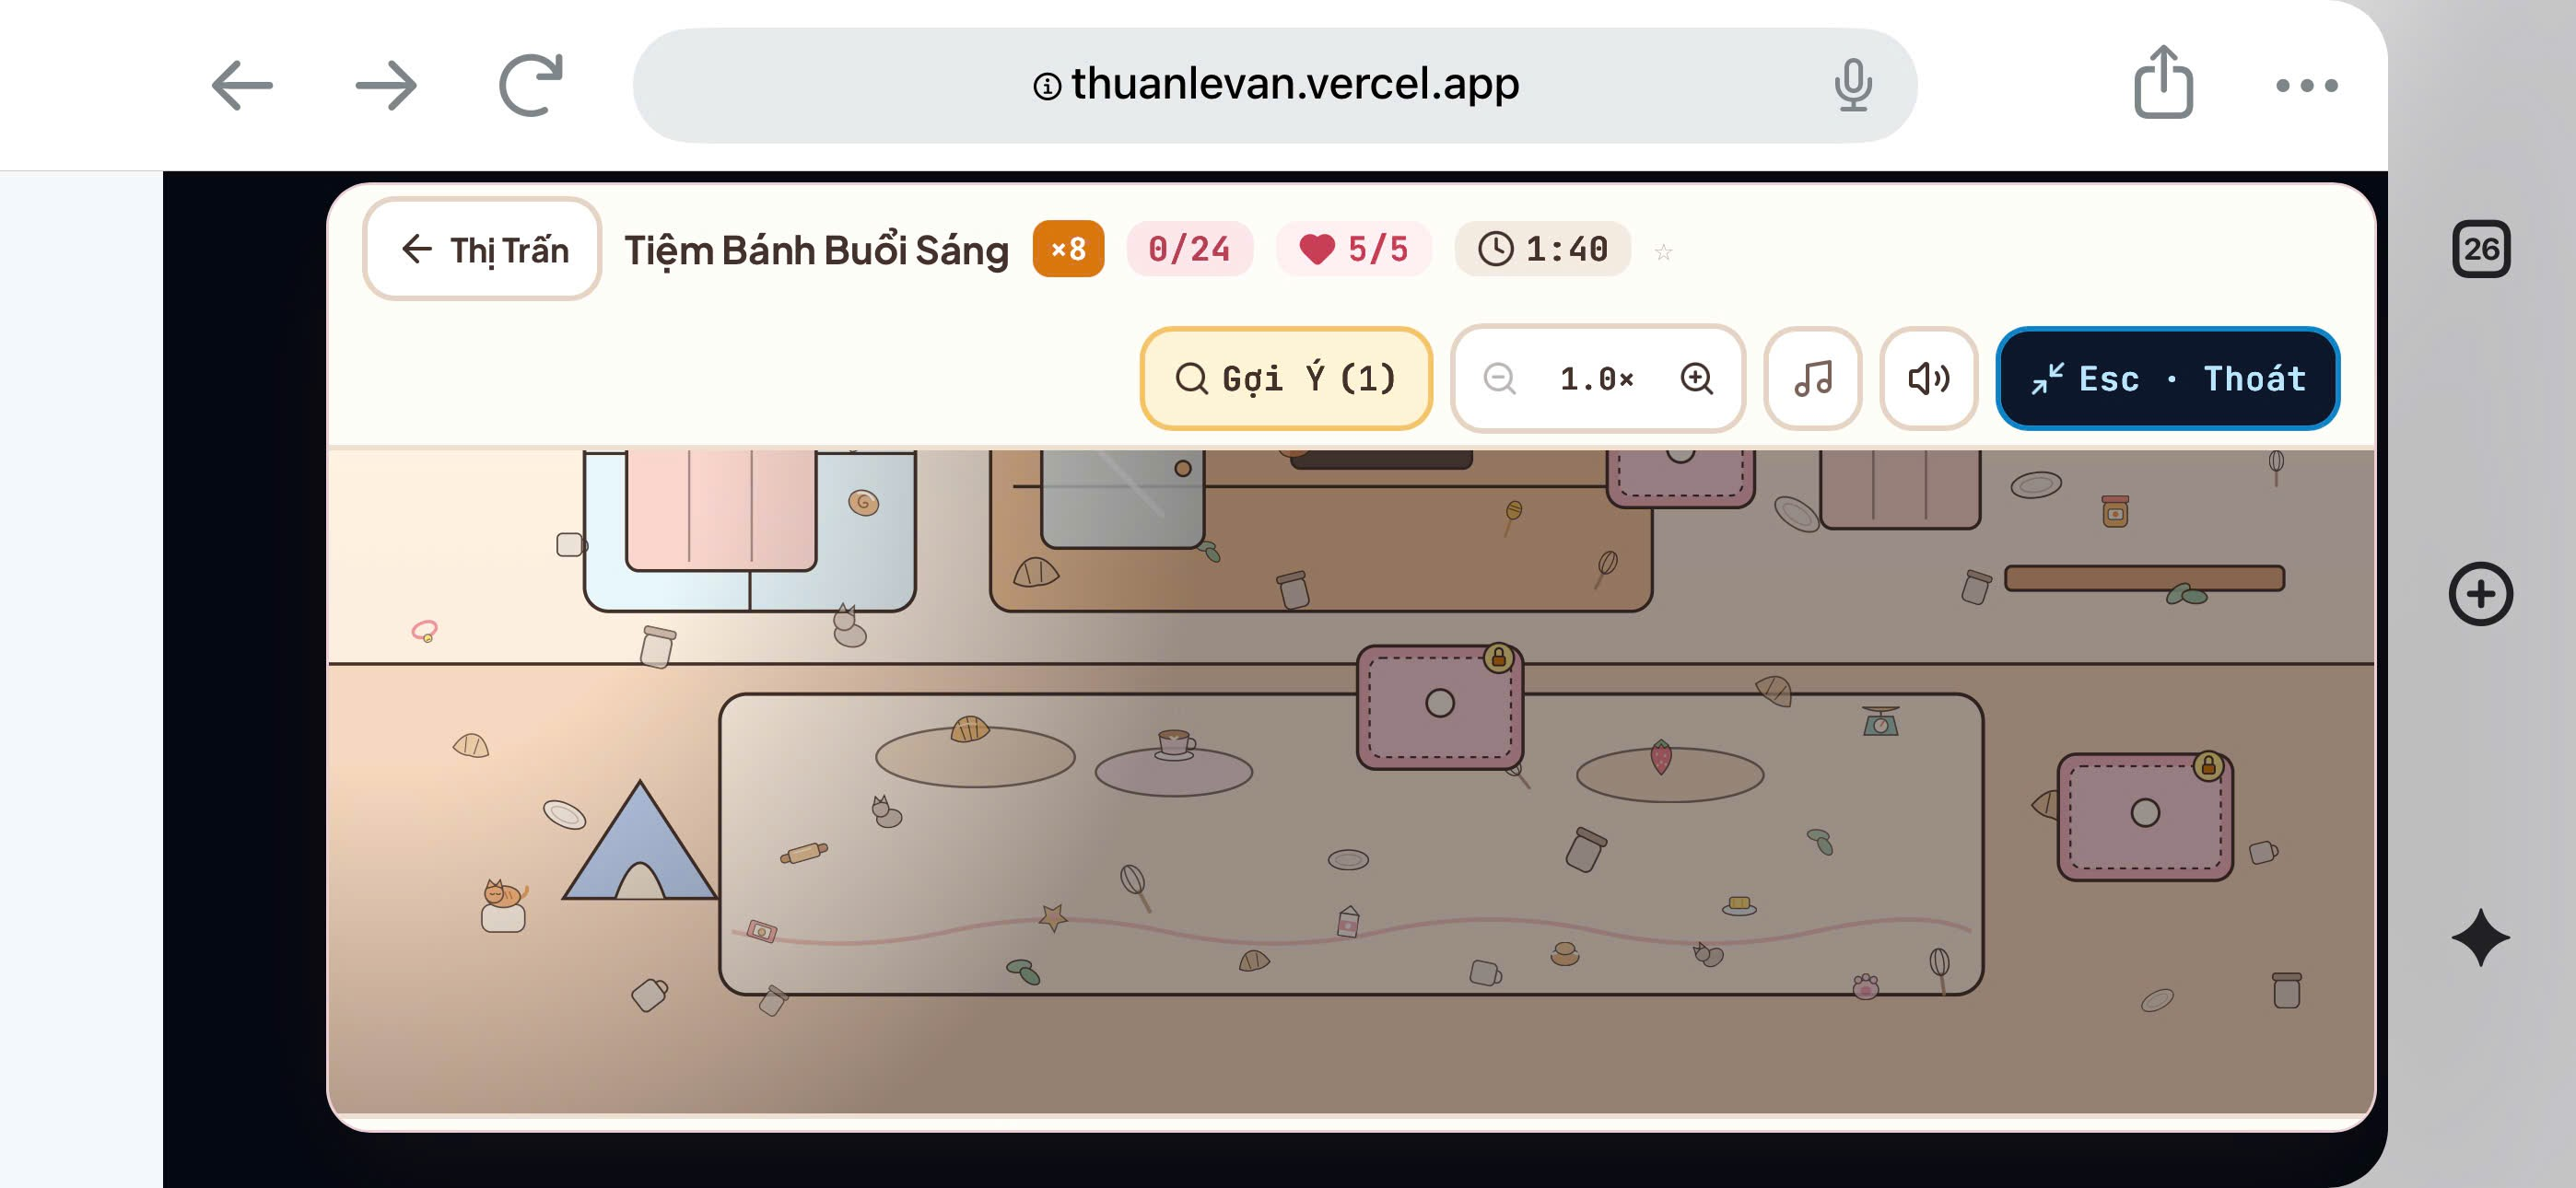 thuanlevan.vercel.app
26
Thị Trấn
Tiệm Bánh Buổi Sáng
×8
0/24
5/5
1:40
Gợi Ý (1)
1.0×
Esc · Thoát